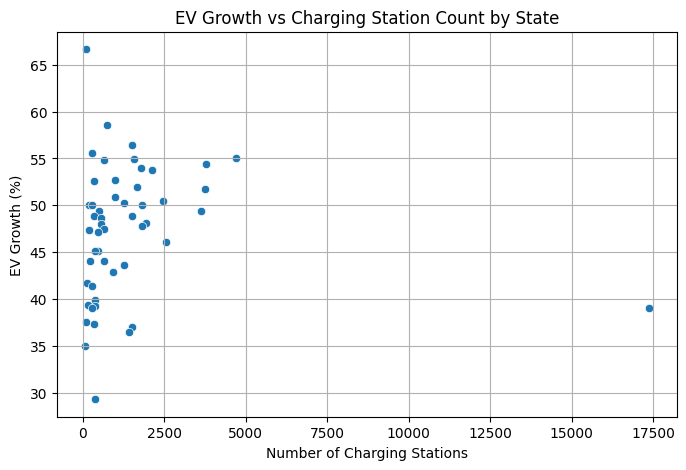 EV Growth vs Charging Station Count by State
EV Growth (%)
65
60
55
50
45
40
35
30
0 2500 5000 7500 10000 12500 15000 17500
Number of Charging Stations